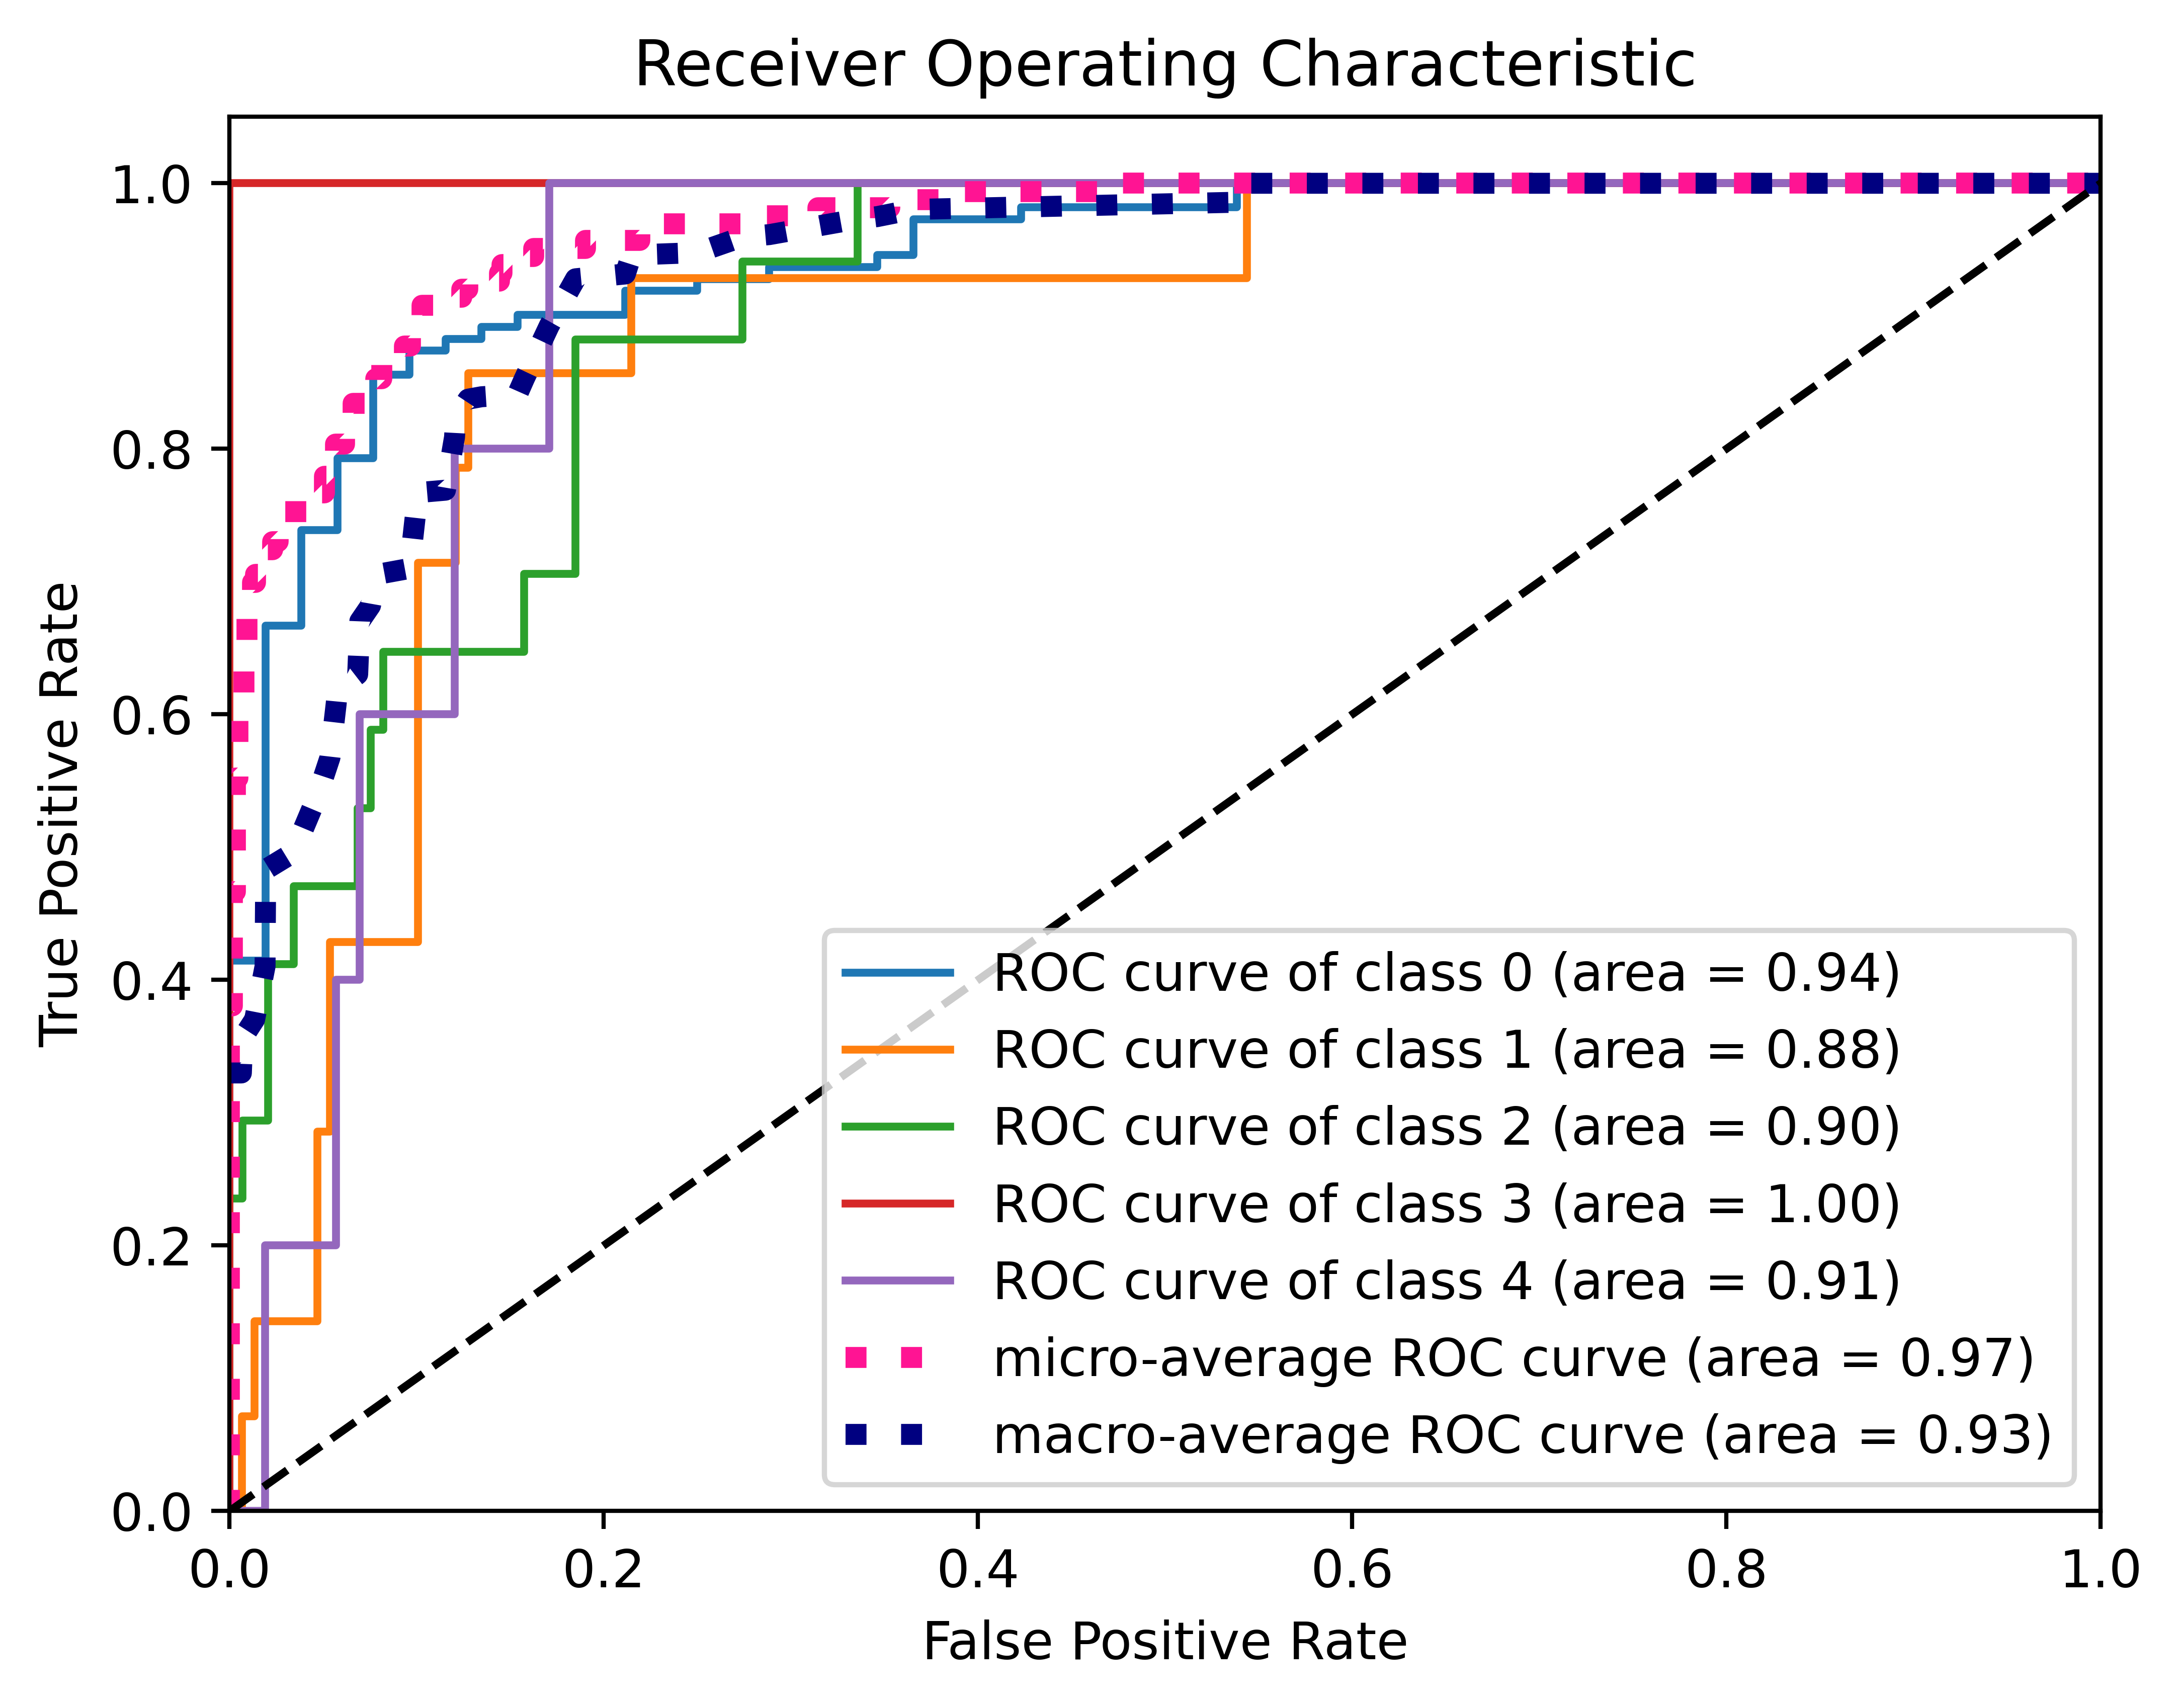 Receiver Operating Characteristic
True Positive Rate
1.0
0.8
0.6
0.4
0.2
0.0
ROC curve of class 0 (area = 0.94)
ROC curve of class 1 (area = 0.88)
ROC curve of class 2 (area = 0.90)
ROC curve of class 3 (area = 1.00)
ROC curve of class 4 (area = 0.91)
micro-average ROC curve (area = 0.97)
macro-average ROC curve (area = 0.93)
0.0 0.2 0.4 0.6 0.8 1.0
False Positive Rate